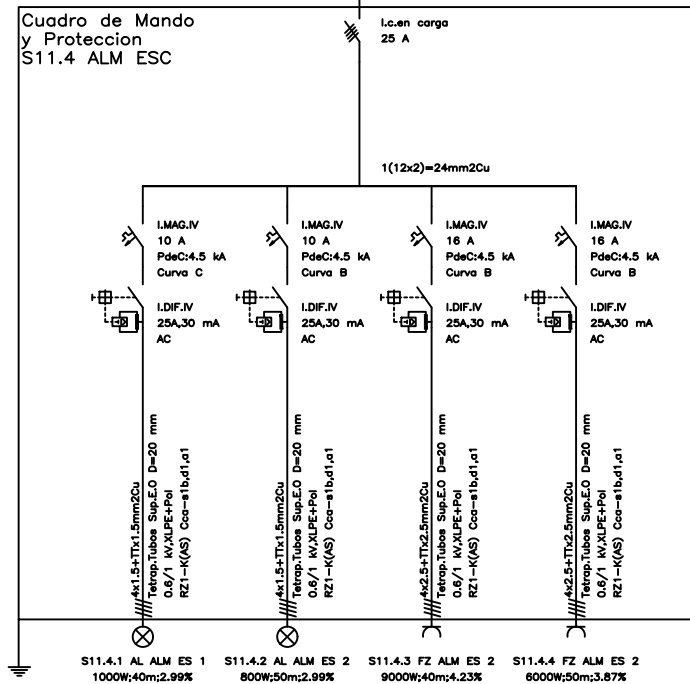 Cuadro de Mando
y Proteccion
S11.4 ALM ESC
I.c.en carga
25 A
1(12x2)=24mm2Cu
I.MAG.IV
10 A
PdeC:4.5 kA
Curva C
I.MAG.IV
10 A
PdeC:4.5 kA
Curva B
I.MAG.IV
16 A
PdeC:4.5 kA
Curva B
I.MAG.IV
16 A
PdeC:4.5 kA
Curva B
I.DIF.IV
25A,30 mA
AC
I.DIF.IV
25A,30 mA
AC
I.DIF.IV
25A,30 mA
AC
I.DIF.IV
25A,30 mA
AC
4x1.5+TTx1.5mm2Cu
Tetrap.Tubos Sup.E.O D=20 mm
0.6/1 kV,XLPE+Pol
RZ1-K(AS) Cca-s1b,d1,a1
4x1.5+TTx1.5mm2Cu
Tetrap.Tubos Sup.E.O D=20 mm
0.6/1 kV,XLPE+Pol
RZ1-K(AS) Cca-s1b,d1,a1
4x2.5+TTx2.5mm2Cu
Tetrap.Tubos Sup.E.O D=20 mm
0.6/1 kV,XLPE+Pol
RZ1-K(AS) Cca-s1b,d1,a1
4x2.5+TTx2.5mm2Cu
Tetrap.Tubos Sup.E.O D=20 mm
0.6/1 kV,XLPE+Pol
RZ1-K(AS) Cca-s1b,d1,a1
S11.4.1 AL ALM ES 1
1000W;40m;2.99%
S11.4.2 AL ALM ES 2
800W;50m;2.99%
S11.4.3 FZ ALM ES 2
9000W;40m;4.23%
S11.4.4 FZ ALM ES 2
6000W;50m;3.87%